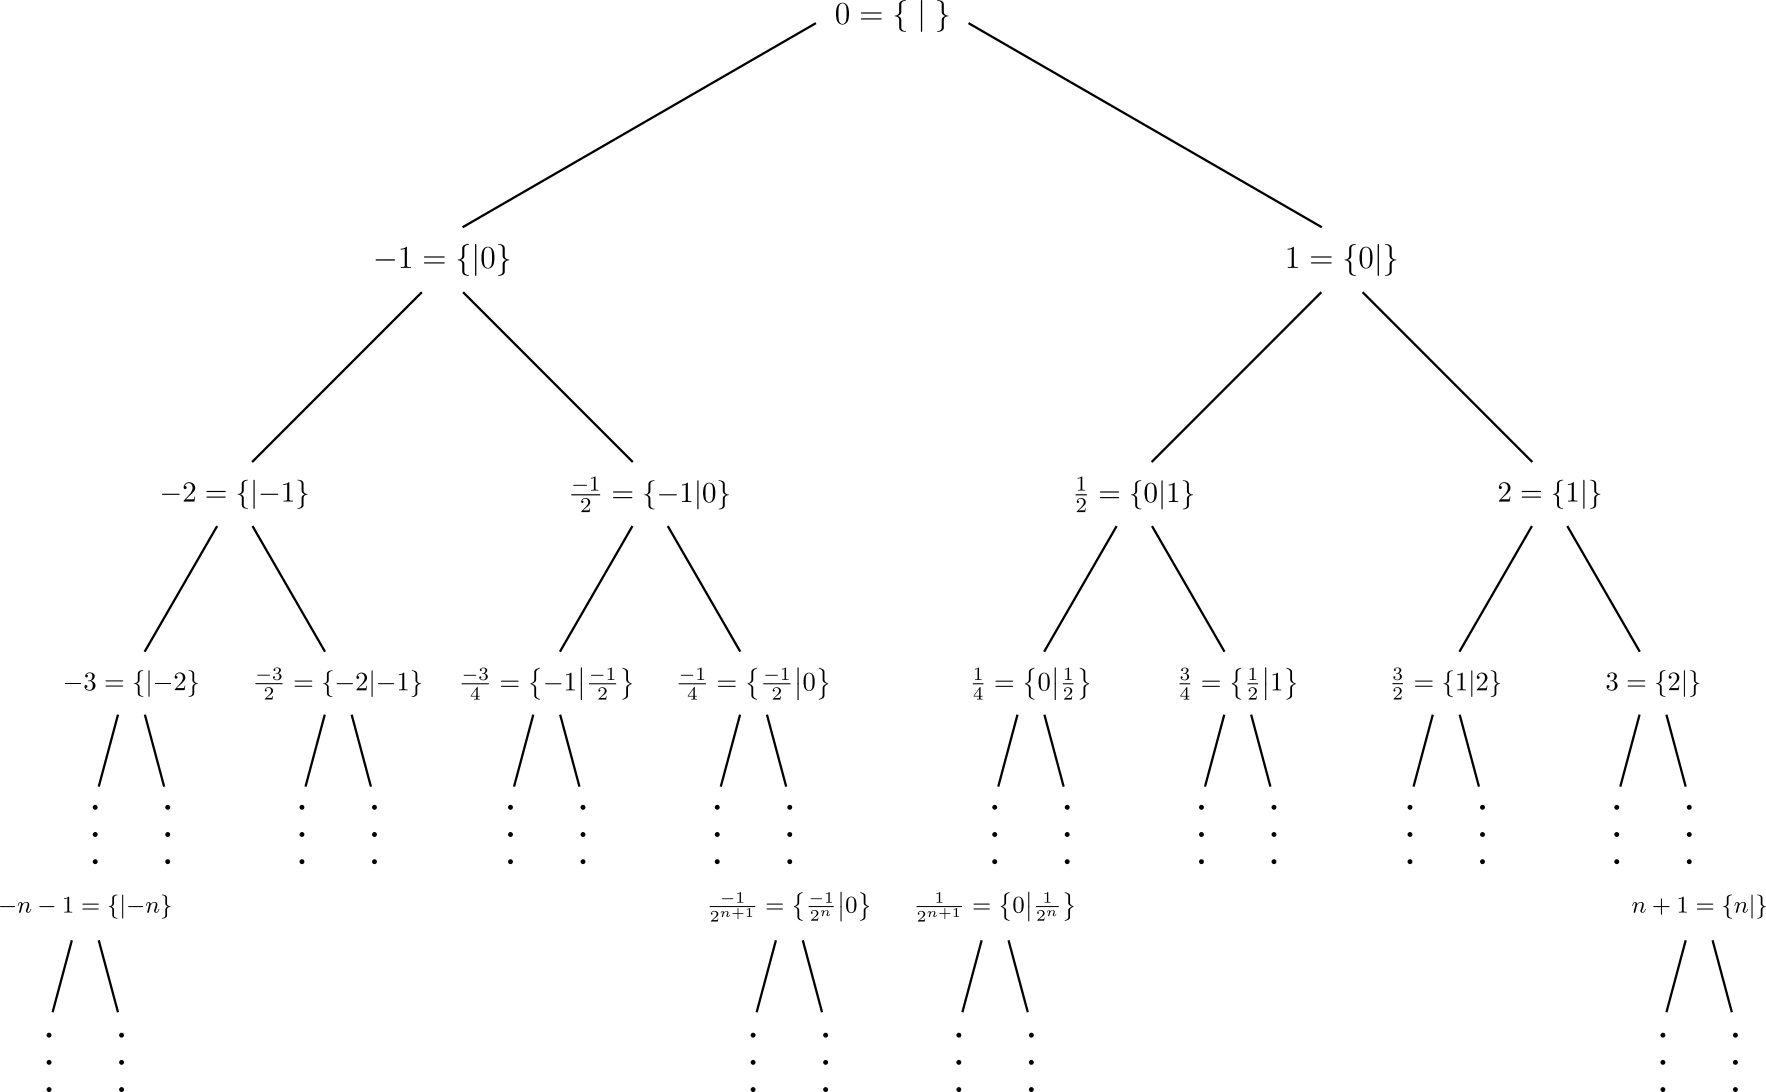 0 = { | }
−1 = {|0} 1 = {0|}
−2 = {|−1} −1/2 = {−1|0} 1/2 = {0|1} 2 = {1|}
−3 = {|−2} −3/2 = {−2|−1} −3/4 = {−1|−1/2} −1/4 = {−1/2|0} 1/4 = {0|1/2} 3/4 = {1/2|1} 3/2 = {1|2} 3 = {2|}
−n − 1 = {|−n} −1/2^{n+1} = {−1/2^n|0} 1/2^{n+1} = {0|1/2^n} n + 1 = {n|}